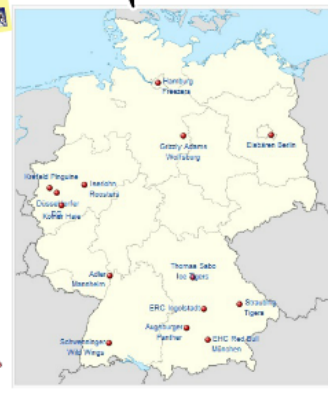 Hamburg
Freezers
Grizzly Adams
Wolfsburg
Eisbären Berlin
Krefeld Pinguine
Iserlohn
Roosters
Düsseldorfer
EG
Kölner Haie
Adler
Mannheim
Thomas Sabo
Ice Tigers
ERC Ingolstadt
Straubing
Tigers
Augsburger
Panther
EHC Red Bull
München
Schwenninger
Wild Wings